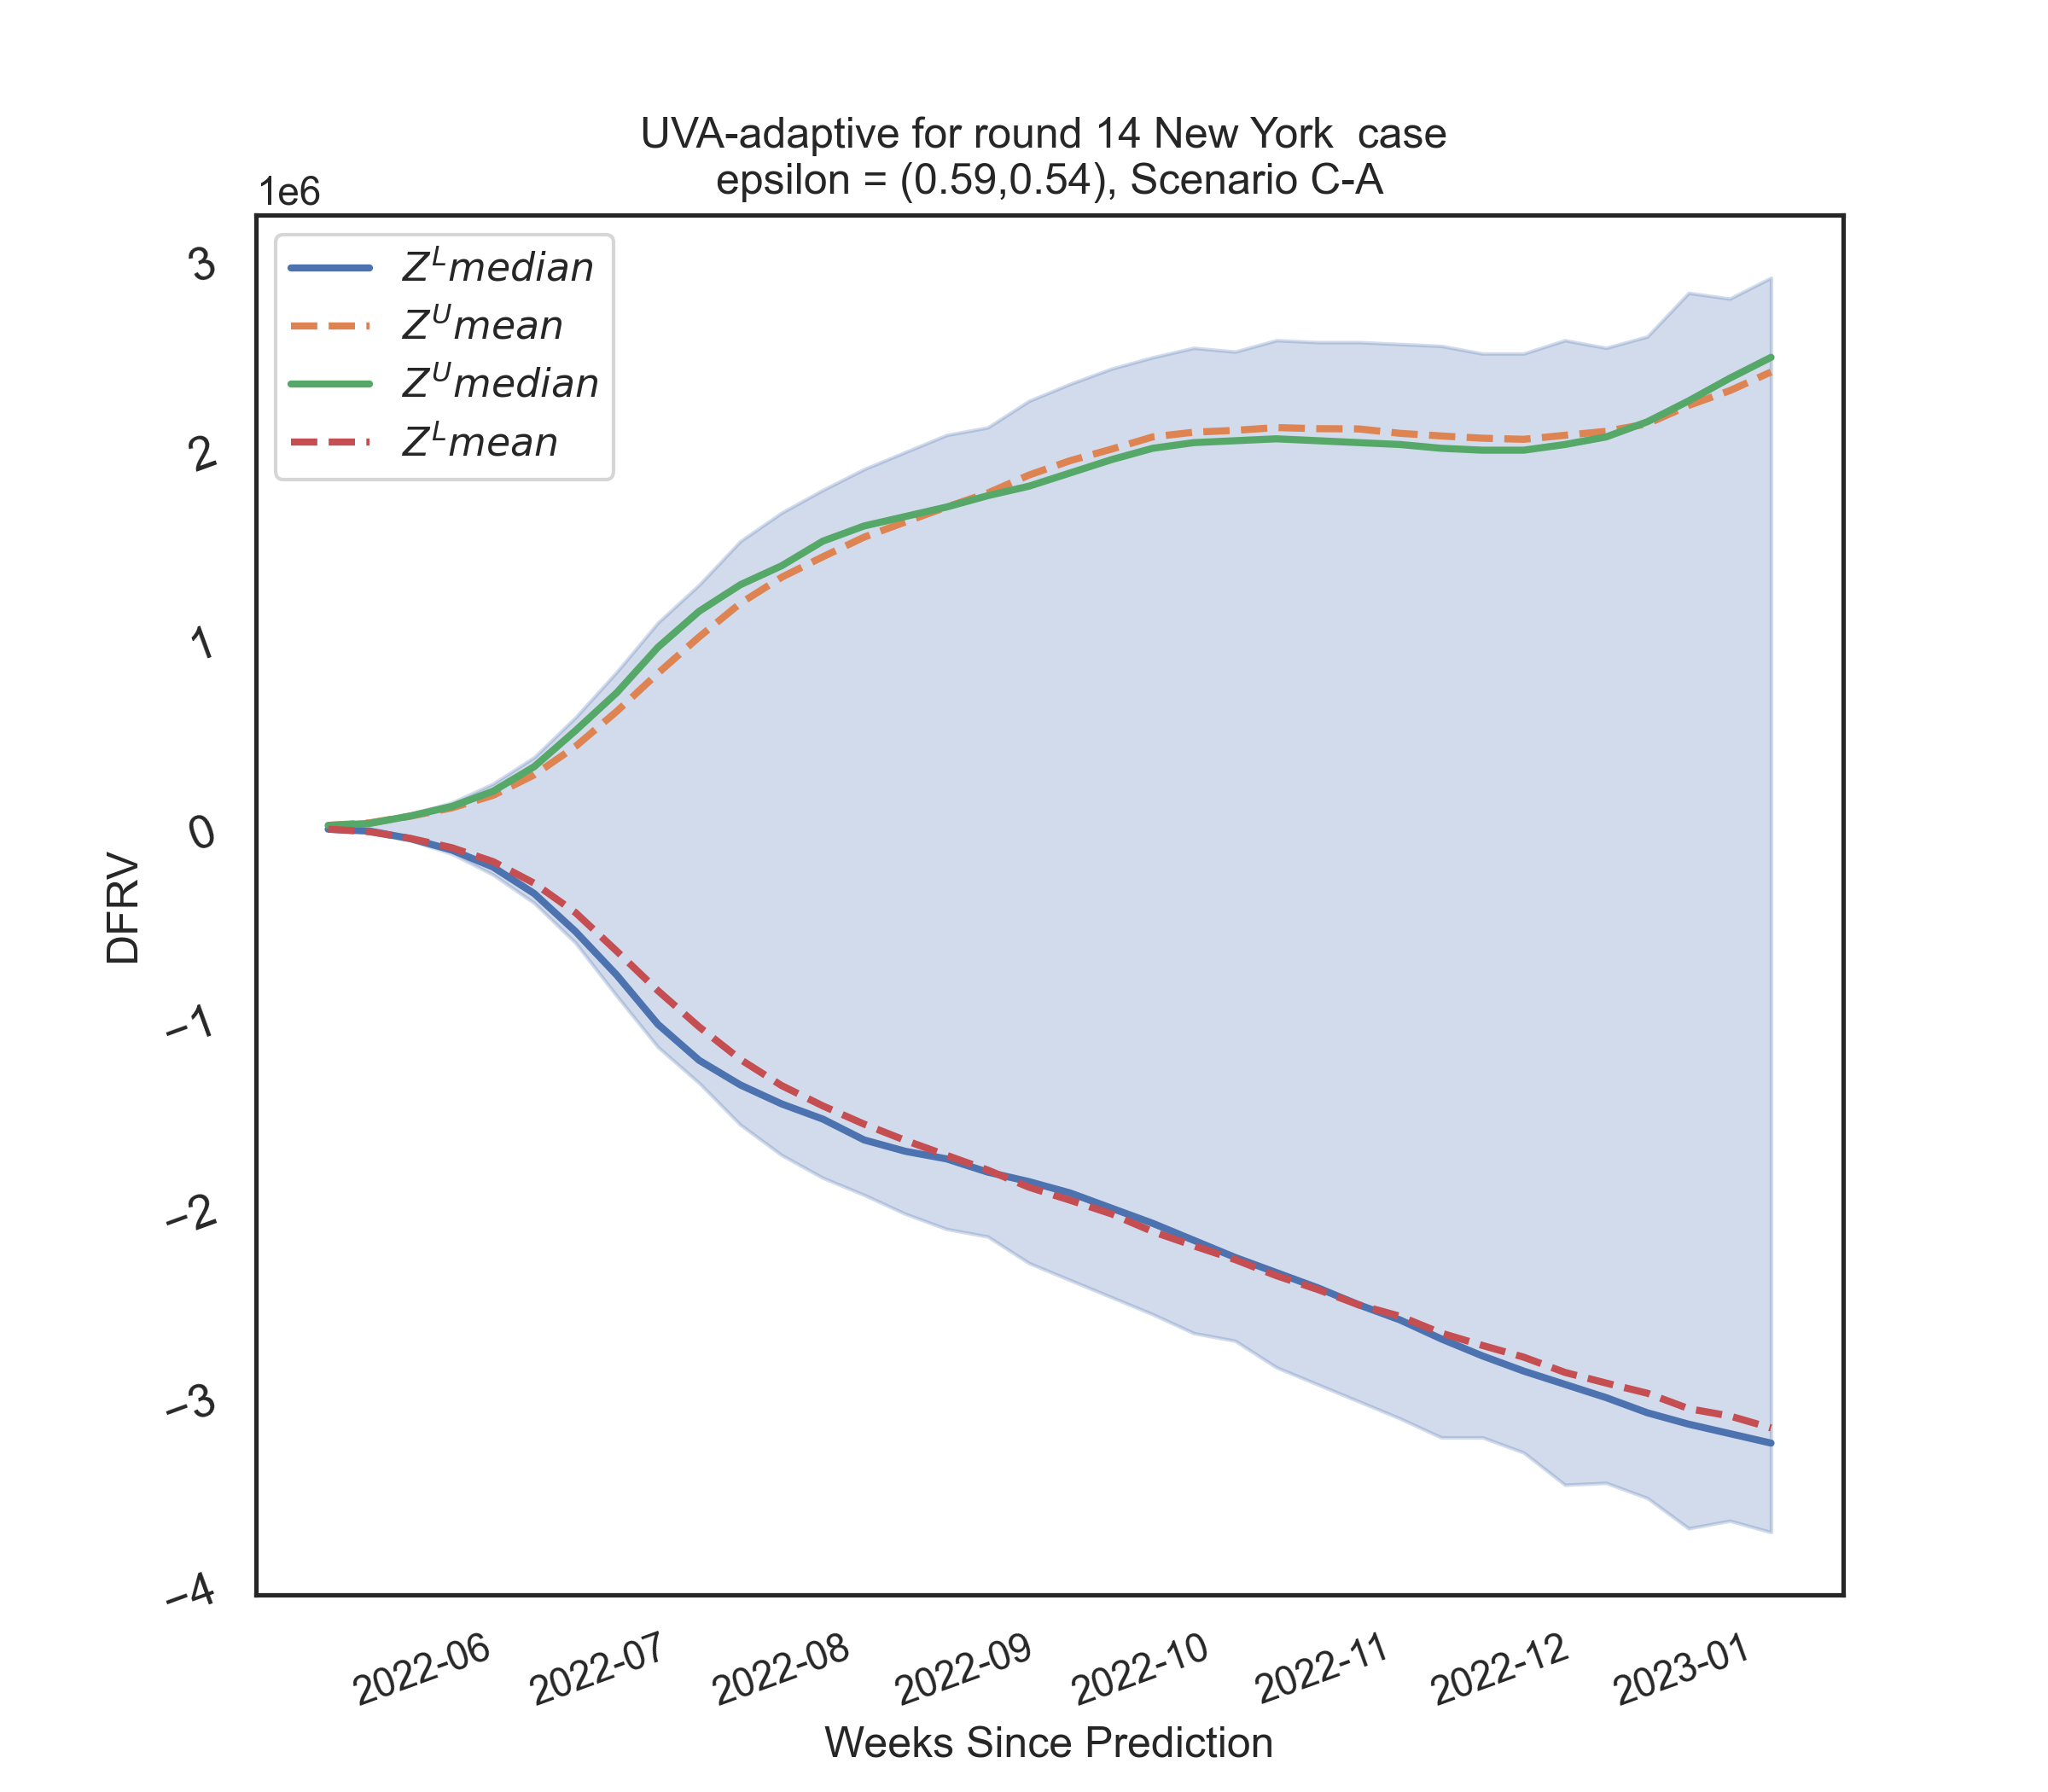 UVA-adaptive for round 14 New York  case
epsilon = (0.59,0.54), Scenario C-A
1e6
Z^L median
Z^U mean
Z^U median
Z^L mean
3
2
1
0
−1
−2
−3
−4
DFRV
2022-06
2022-07
2022-08
2022-09
2022-10
2022-11
2022-12
2023-01
Weeks Since Prediction